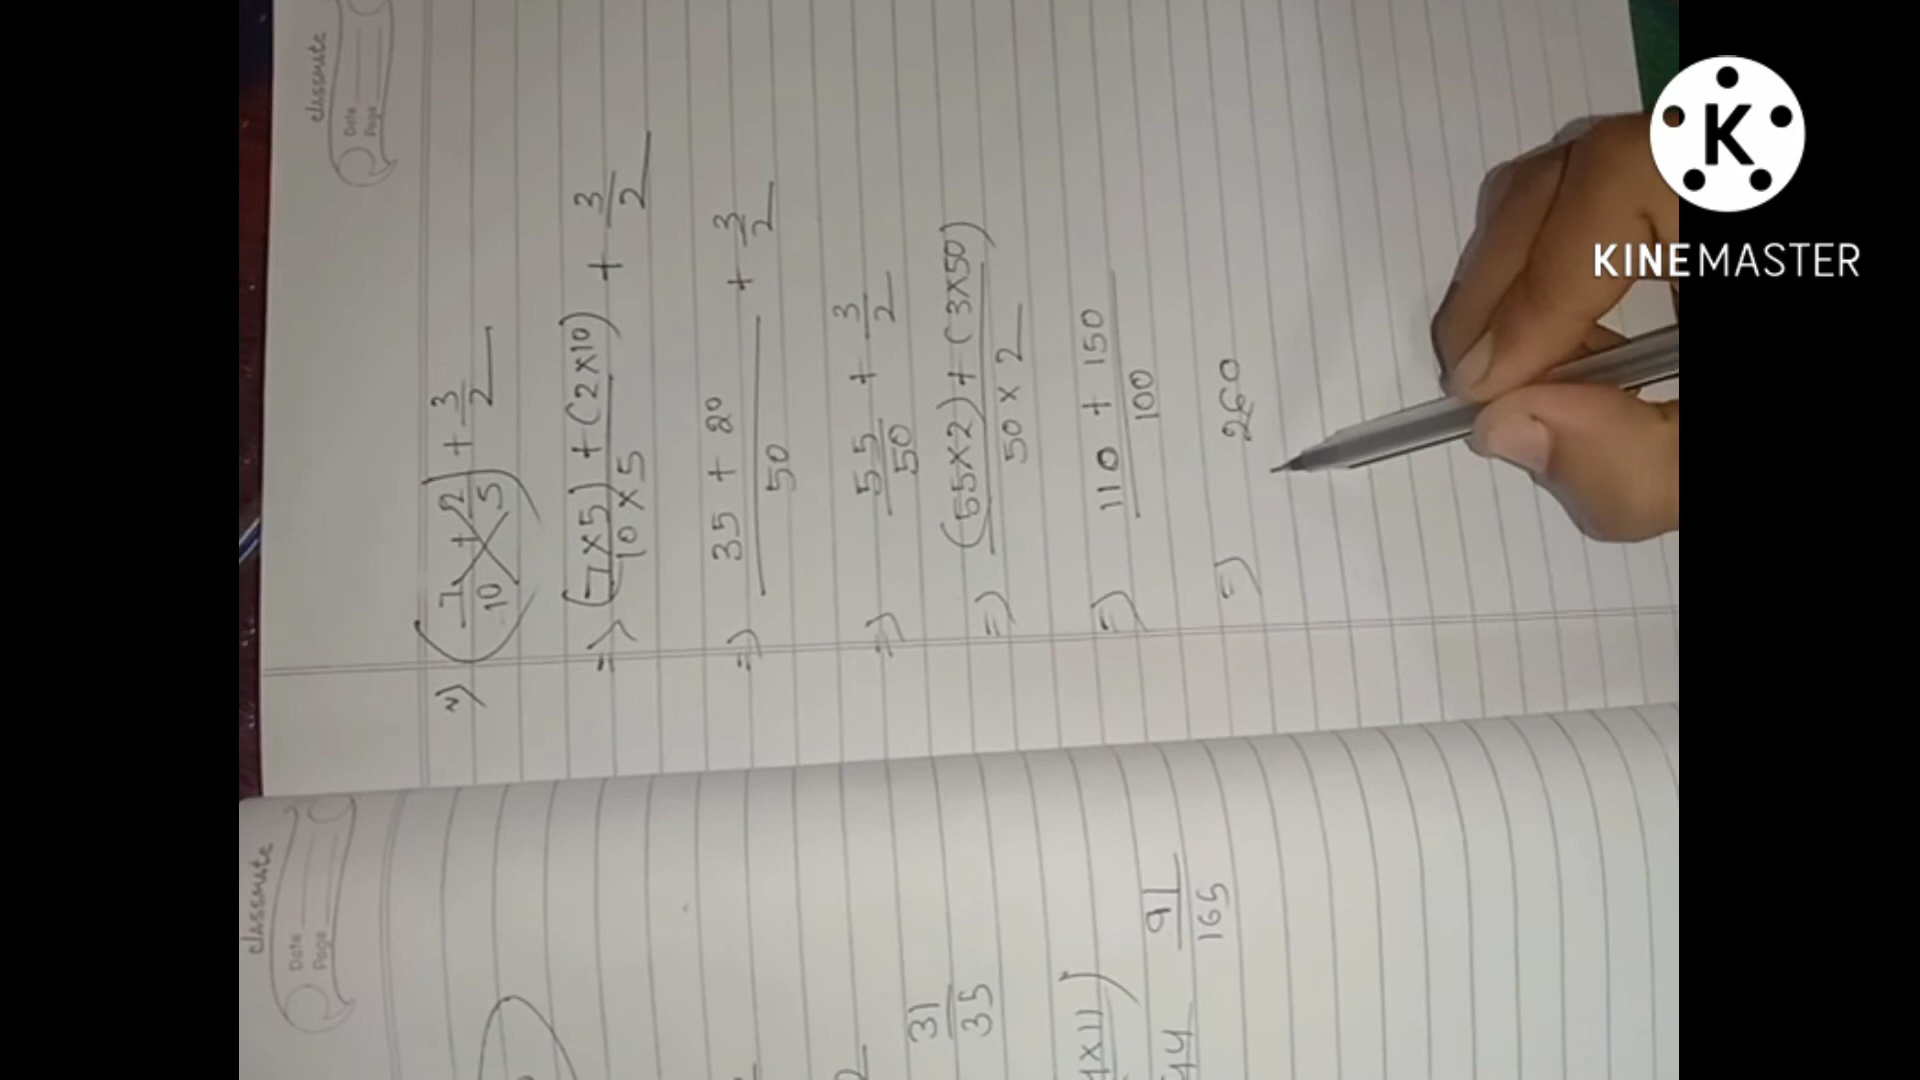 classmate
Date
Page
v) (7/10 + 2/5) + 3/2
=> (7×5) + (2×10) / 10×5 + 3/2
=> 35 + 20 / 50 + 3/2
=> 55/50 + 3/2
=> (55×2) + (3×50) / 50 × 2
=> 110 + 150 / 100
=> 260
classmate
Date
Page
31/35
×11)
44
91/165
K
KINEMASTER